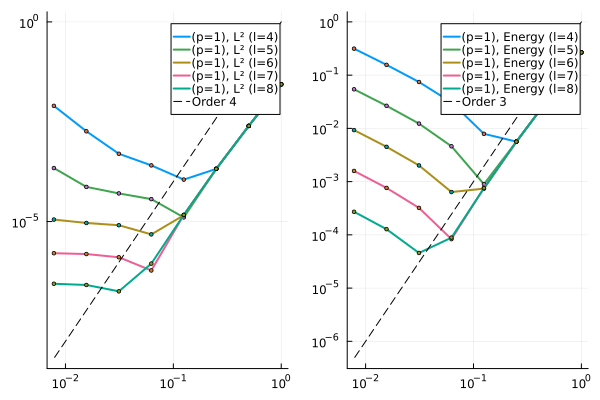 10⁰
10⁻⁵
10⁻²
10⁻¹
10⁰
(p=1), L² (l=4)
(p=1), L² (l=5)
(p=1), L² (l=6)
(p=1), L² (l=7)
(p=1), L² (l=8)
Order 4
10⁰
10⁻¹
10⁻²
10⁻³
10⁻⁴
10⁻⁵
10⁻⁶
10⁻²
10⁻¹
10⁰
(p=1), Energy (l=4)
(p=1), Energy (l=5)
(p=1), Energy (l=6)
(p=1), Energy (l=7)
(p=1), Energy (l=8)
Order 3